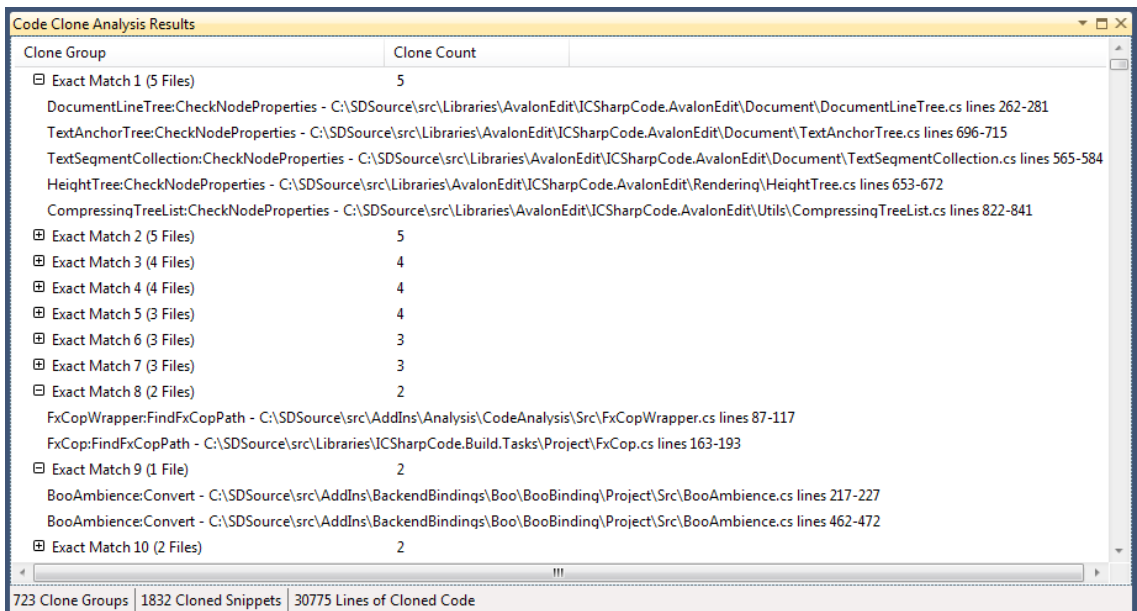 Code Clone Analysis Results
Clone Group Clone Count
Exact Match 1 (5 Files) 5
DocumentLineTree:CheckNodeProperties - C:\SDSource\src\Libraries\AvalonEdit\ICSharpCode.AvalonEdit\Document\DocumentLineTree.cs lines 262-281
TextAnchorTree:CheckNodeProperties - C:\SDSource\src\Libraries\AvalonEdit\ICSharpCode.AvalonEdit\Document\TextAnchorTree.cs lines 696-715
TextSegmentCollection:CheckNodeProperties - C:\SDSource\src\Libraries\AvalonEdit\ICSharpCode.AvalonEdit\Document\TextSegmentCollection.cs lines 565-584
HeightTree:CheckNodeProperties - C:\SDSource\src\Libraries\AvalonEdit\ICSharpCode.AvalonEdit\Rendering\HeightTree.cs lines 653-672
CompressingTreeList:CheckNodeProperties - C:\SDSource\src\Libraries\AvalonEdit\ICSharpCode.AvalonEdit\Utils\CompressingTreeList.cs lines 822-841
Exact Match 2 (5 Files) 5
Exact Match 3 (4 Files) 4
Exact Match 4 (4 Files) 4
Exact Match 5 (3 Files) 4
Exact Match 6 (3 Files) 3
Exact Match 7 (3 Files) 3
Exact Match 8 (2 Files) 2
FxCopWrapper:FindFxCopPath - C:\SDSource\src\AddIns\Analysis\CodeAnalysis\Src\FxCopWrapper.cs lines 87-117
FxCop:FindFxCopPath - C:\SDSource\src\Libraries\ICSharpCode.Build.Tasks\Project\FxCop.cs lines 163-193
Exact Match 9 (1 File) 2
BooAmbience:Convert - C:\SDSource\src\AddIns\BackendBindings\Boo\BooBinding\Project\Src\BooAmbience.cs lines 217-227
BooAmbience:Convert - C:\SDSource\src\AddIns\BackendBindings\Boo\BooBinding\Project\Src\BooAmbience.cs lines 462-472
Exact Match 10 (2 Files) 2
723 Clone Groups 1832 Cloned Snippets 30775 Lines of Cloned Code